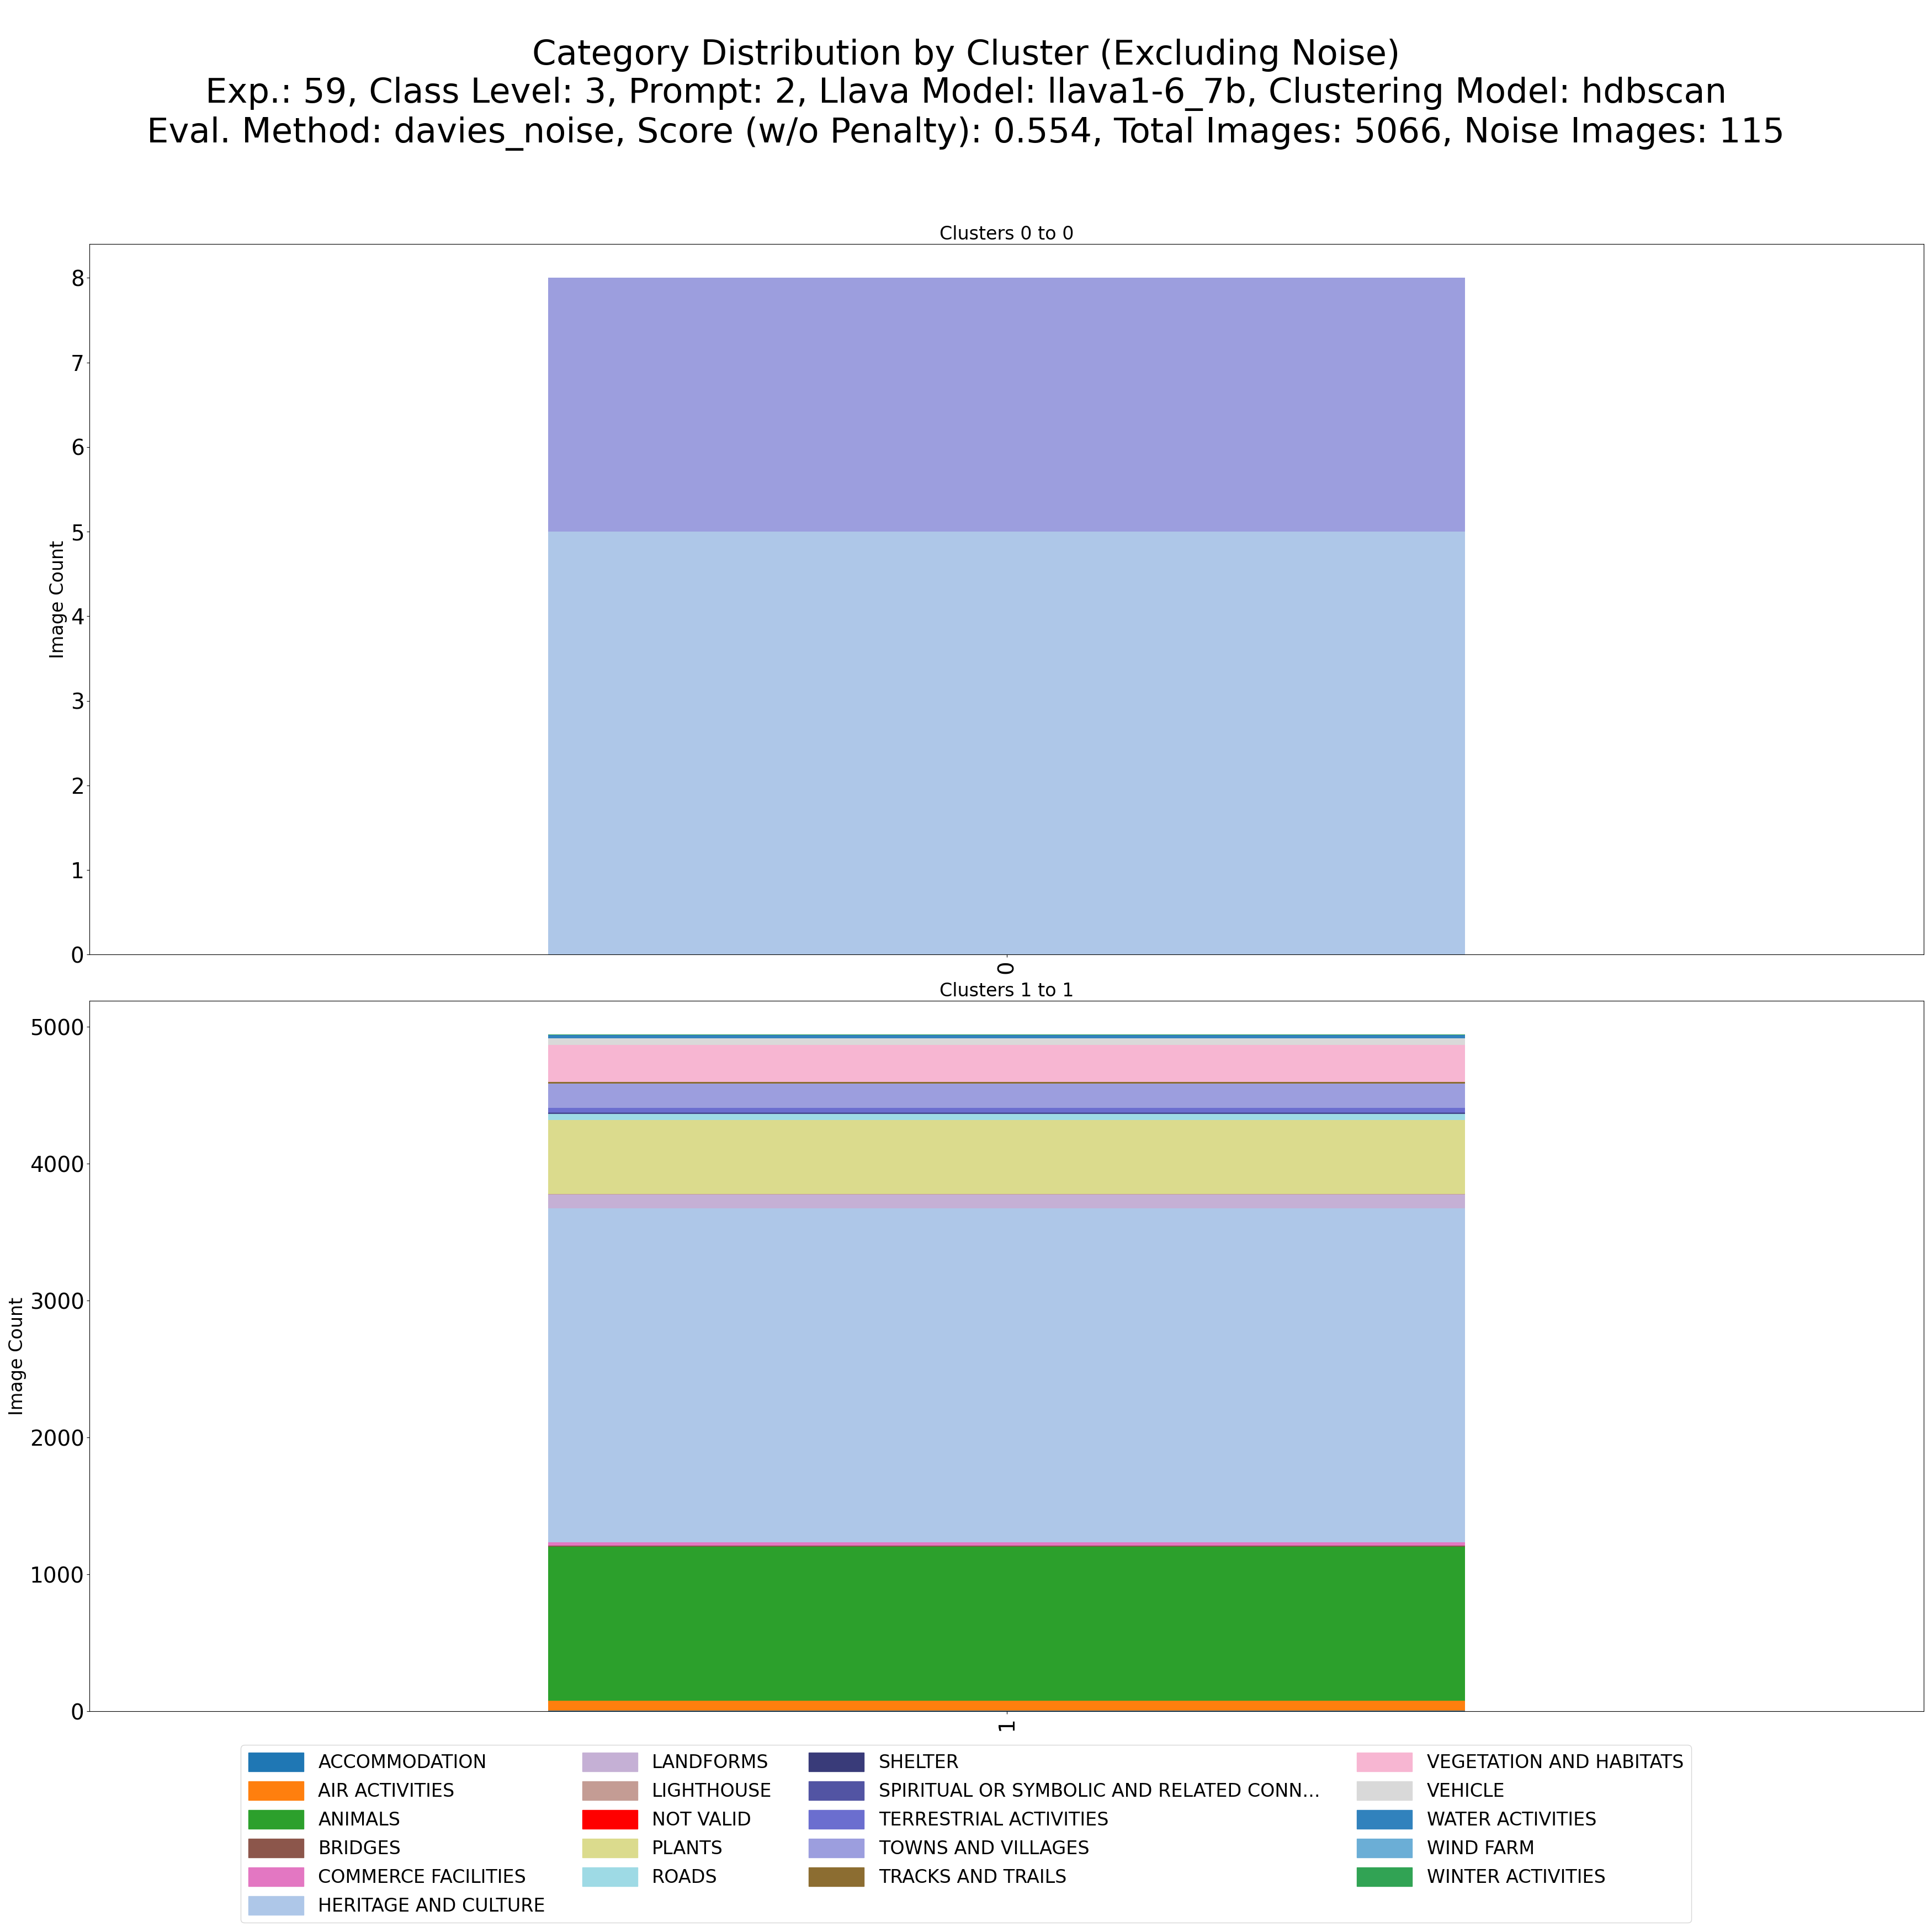 Category Distribution by Cluster (Excluding Noise)
Exp.: 59, Class Level: 3, Prompt: 2, Llava Model: llava1-6_7b, Clustering Model: hdbscan
Eval. Method: davies_noise, Score (w/o Penalty): 0.554, Total Images: 5066, Noise Images: 115
Clusters 0 to 0
8
7
6
5
4
3
2
1
0
Image Count
0
Clusters 1 to 1
5000
4000
3000
2000
1000
0
Image Count
1
ACCOMMODATION
AIR ACTIVITIES
ANIMALS
BRIDGES
COMMERCE FACILITIES
HERITAGE AND CULTURE
LANDFORMS
LIGHTHOUSE
NOT VALID
PLANTS
ROADS
SHELTER
SPIRITUAL OR SYMBOLIC AND RELATED CONN...
TERRESTRIAL ACTIVITIES
TOWNS AND VILLAGES
TRACKS AND TRAILS
VEGETATION AND HABITATS
VEHICLE
WATER ACTIVITIES
WIND FARM
WINTER ACTIVITIES